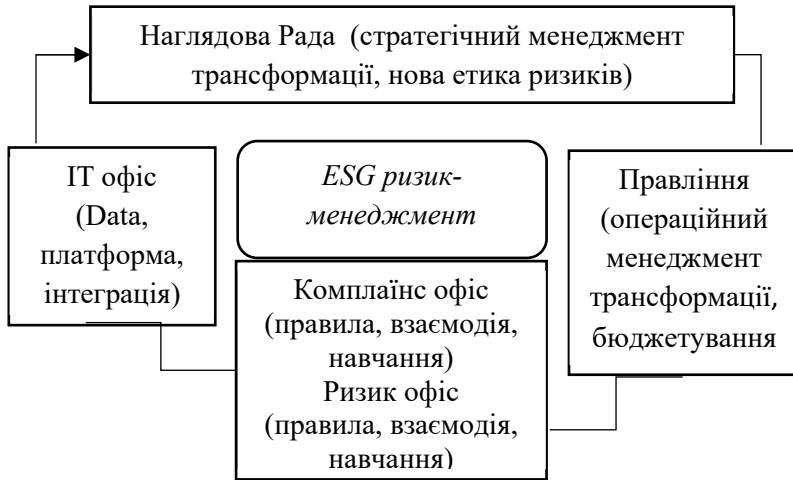 Наглядова Рада (стратегічний менеджмент
трансформації, нова етика ризиків)
ІТ офіс
(Data,
платформа,
інтеграція)
ESG ризик-
менеджмент
Комплаїнс офіс
(правила, взаємодія,
навчання)
Ризик офіс
(правила, взаємодія,
навчання)
Правління
(операційний
менеджмент
трансформації,
бюджетування